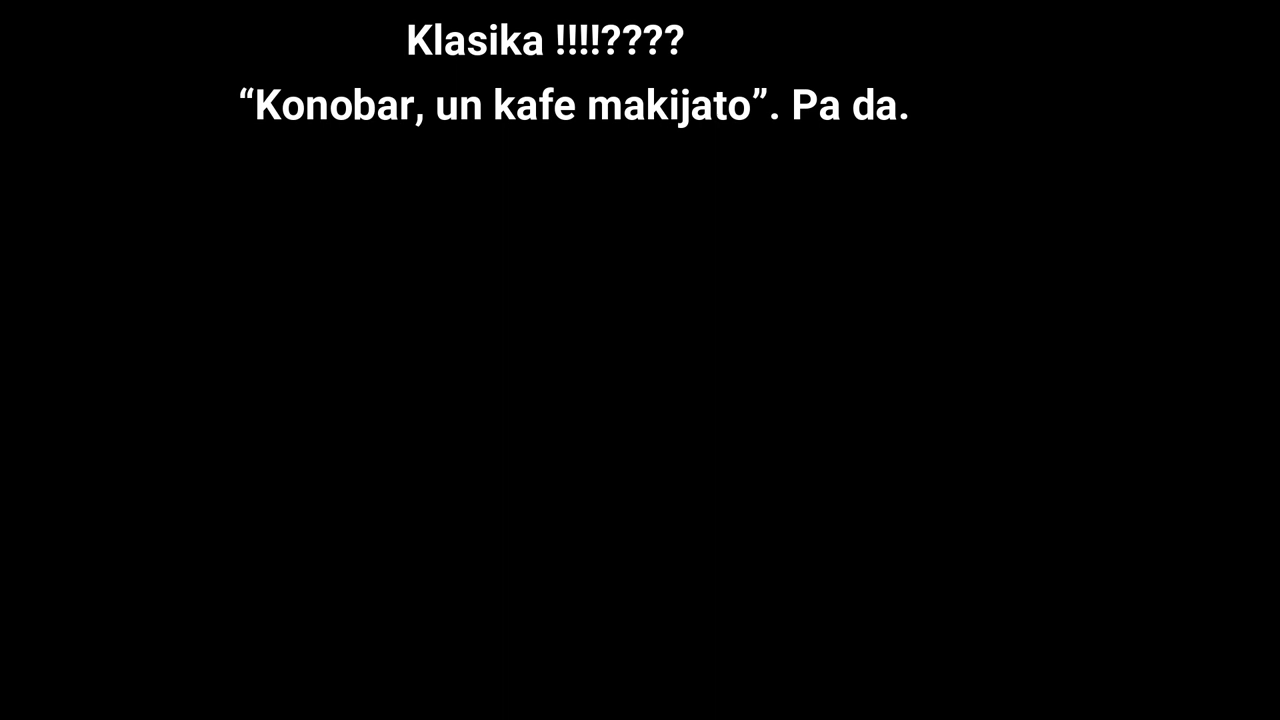 Klasika !!!!????
“Konobar, un kafe makijato”. Pa da.